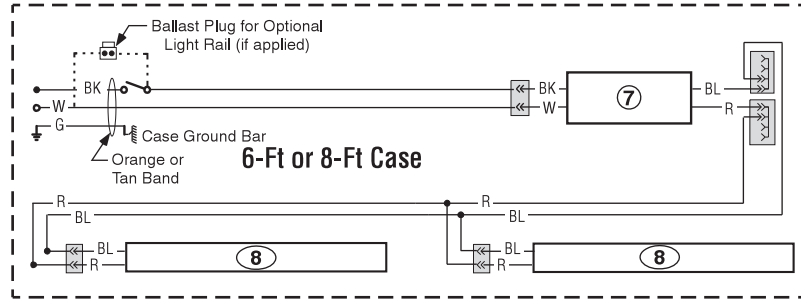 Ballast Plug for Optional
Light Rail (if applied)
BK
BK
BL
7
W
W
R
G
Case Ground Bar
Orange or
Tan Band
6-Ft or 8-Ft Case
R
R
BL
BL
BL
8
R
BL
8
R